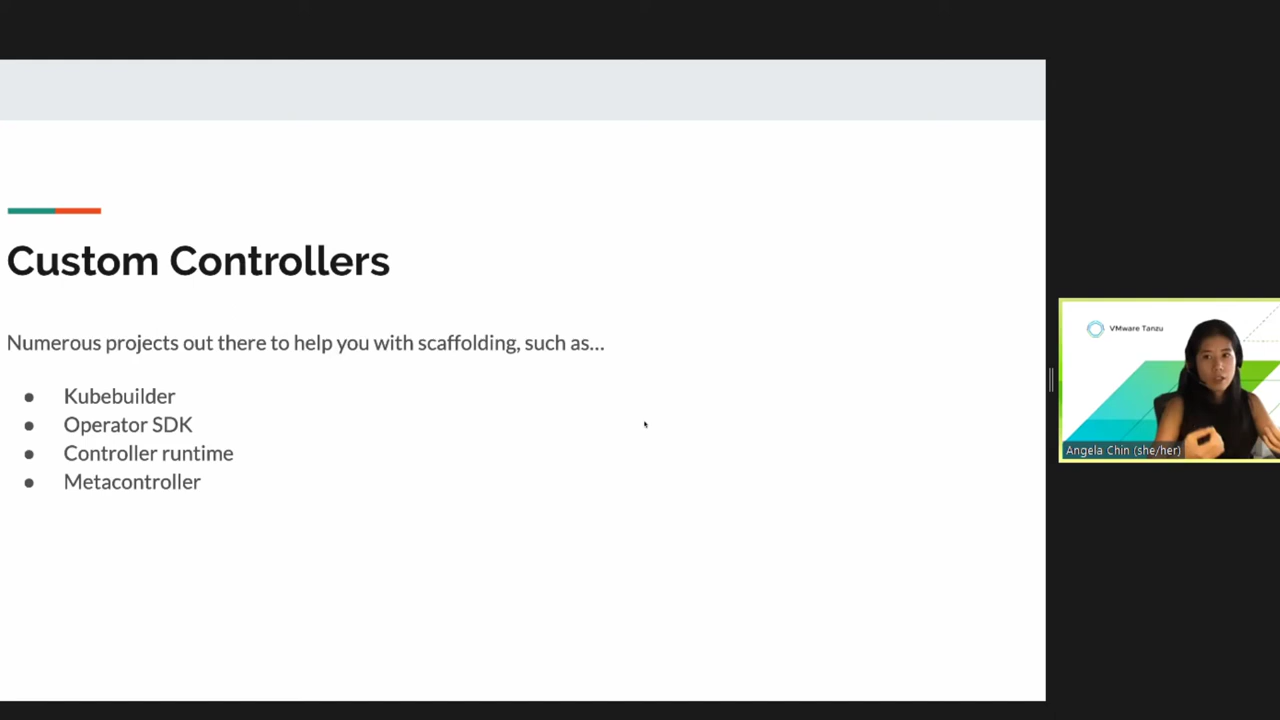 Custom Controllers
Numerous projects out there to help you with scaffolding, such as...
● Kubebuilder
● Operator SDK
● Controller runtime
● Metacontroller
VMware Tanzu
Angela Chin (she/her)